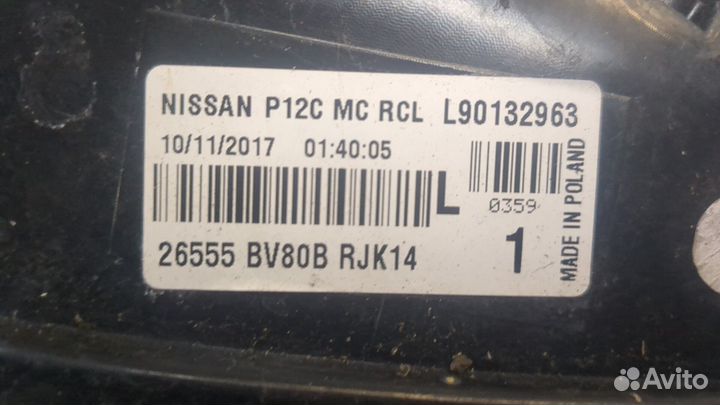 NISSAN P12C MC RCL L90132963
10/11/2017 01:40:05
L
0359
26555 BV80B RJK14
1
MADE IN POLAND
Avito